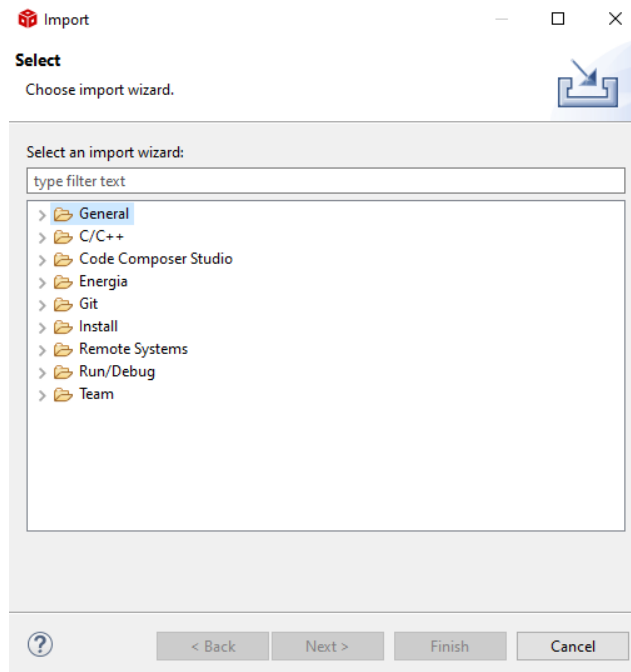 Import
Select
Choose import wizard.
Select an import wizard:
type filter text
General
C/C++
Code Composer Studio
Energia
Git
Install
Remote Systems
Run/Debug
Team
?
< Back
Next >
Finish
Cancel